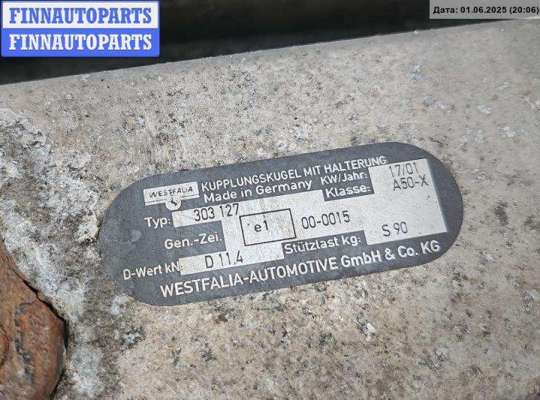 FINNAUTOPARTS
FINNAUTOPARTS
Дата: 01.06.2025 (20:06)
WESTFALIA KUPPLUNGSKUGEL MIT HALTERUNG
Made in Germany KW/Jahr: 17/01
Typ: 303 127 Klasse: A50-X
Gen.-Zei. e1 00-0015
D-Wert kN D 11.4 Stützlast kg: S 90
WESTFALIA-AUTOMOTIVE GmbH & Co. KG